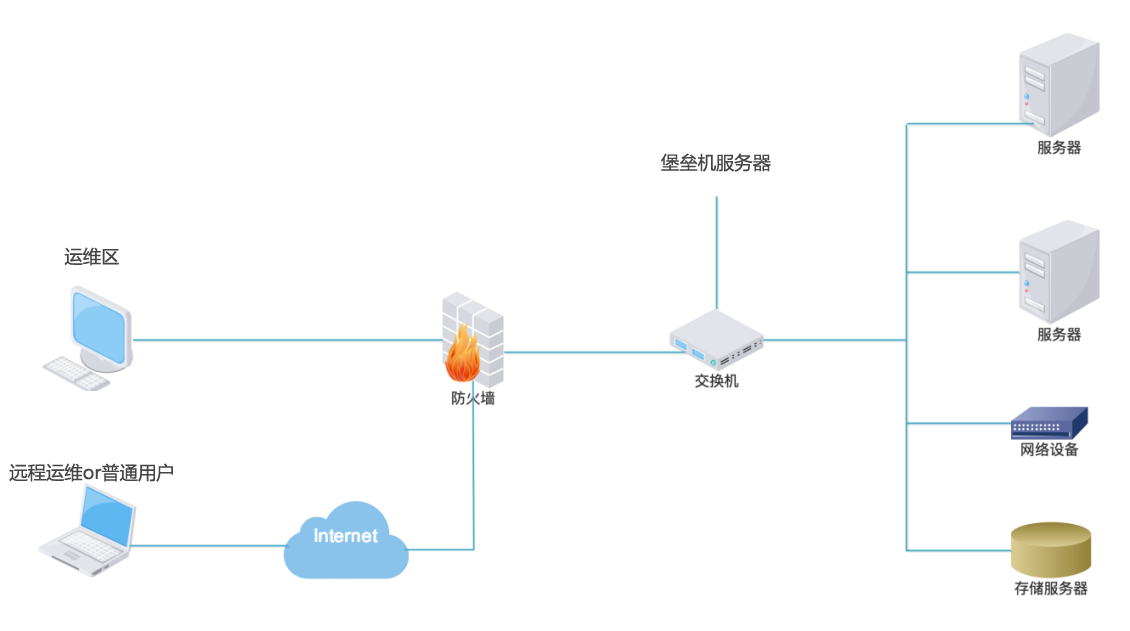 服务器
堡垒机服务器
运维区
服务器
交换机
防火墙
网络设备
远程运维or普通用户
Internet
存储服务器